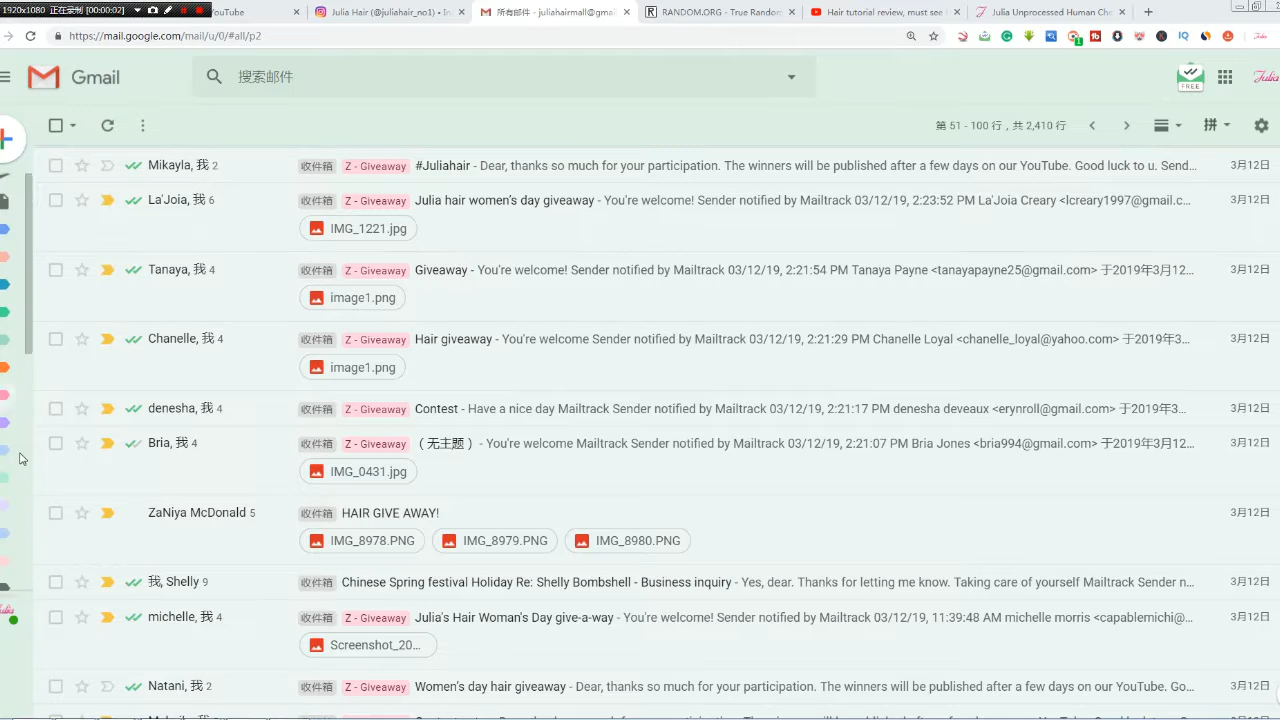 1920x1080 正在录制 [00:00:02]
YouTube
Julia Hair (@juliahair_no1) • In
所有邮件 - juliahairmall@gmai
RANDOM.ORG - True Random
Hair tutorial review, must see
Julia Unprocessed Human Che
https://mail.google.com/mail/u/0/#all/p2
Gmail
搜索邮件
FREE
Julia
第 51 - 100 行，共 2,410 行
拼
Mikayla, 我 2 收件箱 Z - Giveaway #Juliahair - Dear, thanks so much for your participation. The winners will be published after a few days on our YouTube. Good luck to u. Send... 3月12日
La'Joia, 我 6 收件箱 Z - Giveaway Julia hair women's day giveaway - You're welcome! Sender notified by Mailtrack 03/12/19, 2:23:52 PM La'Joia Creary <lcreary1997@gmail.c... 3月12日
IMG_1221.jpg
Tanaya, 我 4 收件箱 Z - Giveaway Giveaway - You're welcome! Sender notified by Mailtrack 03/12/19, 2:21:54 PM Tanaya Payne <tanayapayne25@gmail.com> 于2019年3月12... 3月12日
image1.png
Chanelle, 我 4 收件箱 Z - Giveaway Hair giveaway - You're welcome Sender notified by Mailtrack 03/12/19, 2:21:29 PM Chanelle Loyal <chanelle_loyal@yahoo.com> 于2019年3... 3月12日
image1.png
denesha, 我 4 收件箱 Z - Giveaway Contest - Have a nice day Mailtrack Sender notified by Mailtrack 03/12/19, 2:21:17 PM denesha deveaux <erynroll@gmail.com> 于2019年3月... 3月12日
Bria, 我 4 收件箱 Z - Giveaway （无主题） - You're welcome Mailtrack Sender notified by Mailtrack 03/12/19, 2:21:07 PM Bria Jones <bria994@gmail.com> 于2019年3月12... 3月12日
IMG_0431.jpg
ZaNiya McDonald 5 收件箱 HAIR GIVE AWAY! 3月12日
IMG_8978.PNG IMG_8979.PNG IMG_8980.PNG
我, Shelly 9 收件箱 Chinese Spring festival Holiday Re: Shelly Bombshell - Business inquiry - Yes, dear. Thanks for letting me know. Taking care of yourself Mailtrack Sender n... 3月12日
michelle, 我 4 收件箱 Z - Giveaway Julia's Hair Woman's Day give-a-way - You're welcome! Sender notified by Mailtrack 03/12/19, 11:39:48 AM michelle morris <capablemichi@... 3月12日
Screenshot_20...
Natani, 我 2 收件箱 Z - Giveaway Women's day hair giveaway - Dear, thanks so much for your participation. The winners will be published after a few days on our YouTube. Go... 3月12日